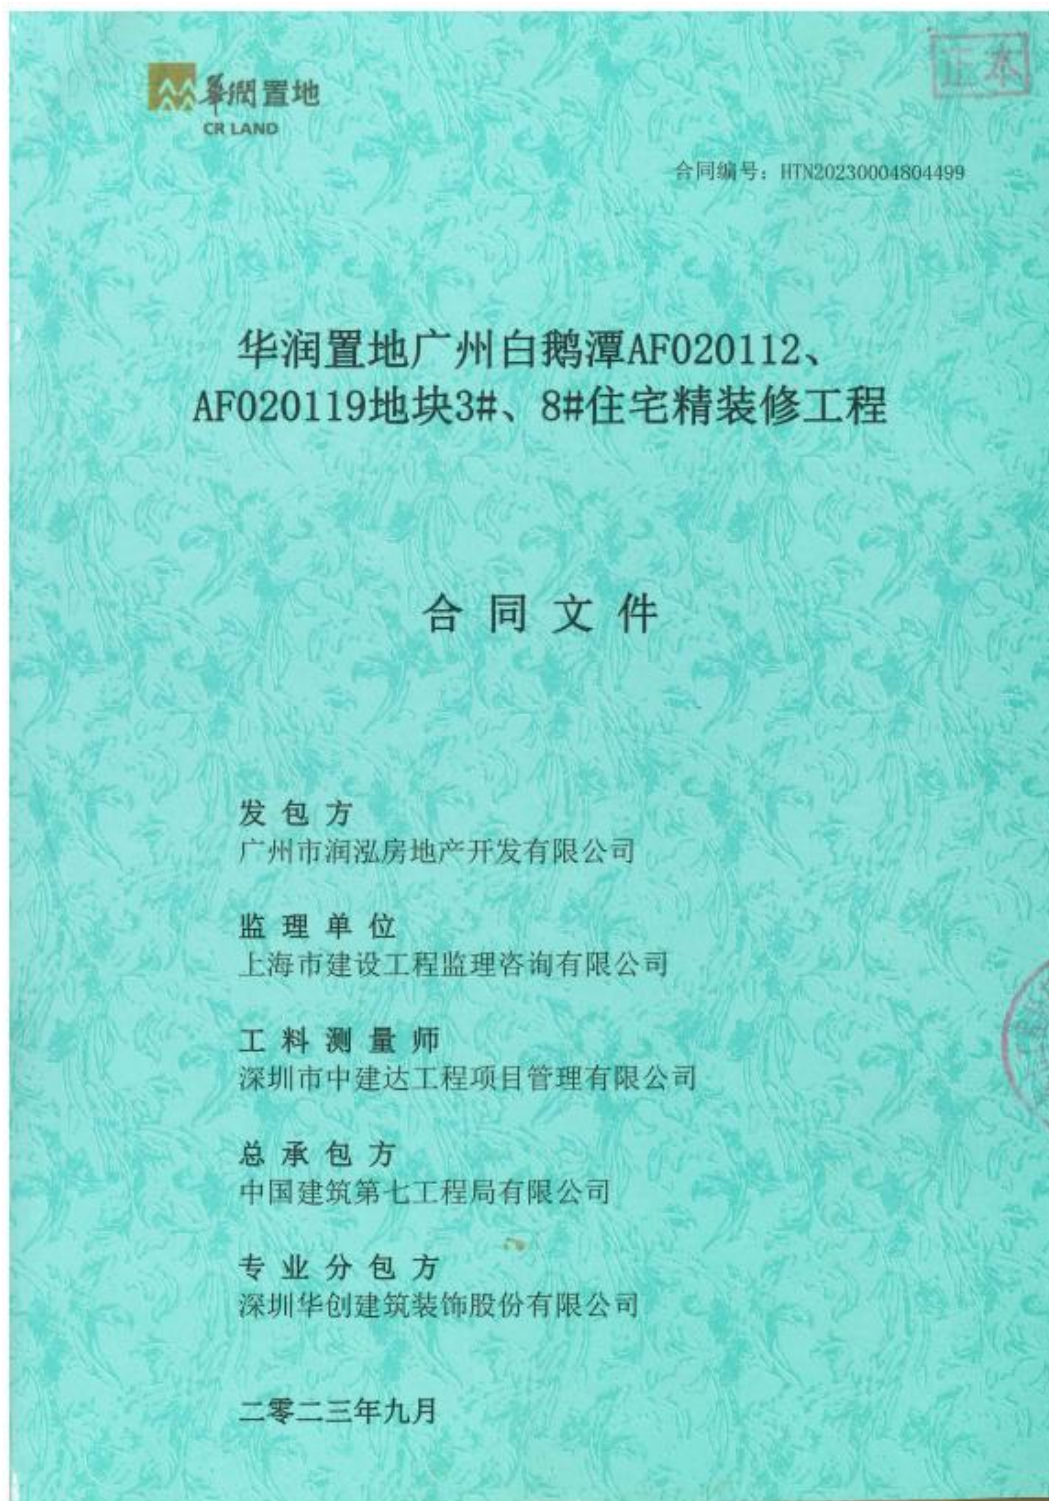 正本
華潤置地
CR LAND
合同编号：HTN20230004804499
华润置地广州白鹅潭AF020112、
AF020119地块3#、8#住宅精装修工程
合同文件
发包方
广州市润泓房地产开发有限公司
监理单位
上海市建设工程监理咨询有限公司
工料测量师
深圳市中建达工程项目管理有限公司
总承包方
中国建筑第七工程局有限公司
专业分包方
深圳华创建筑装饰股份有限公司
二零二三年九月